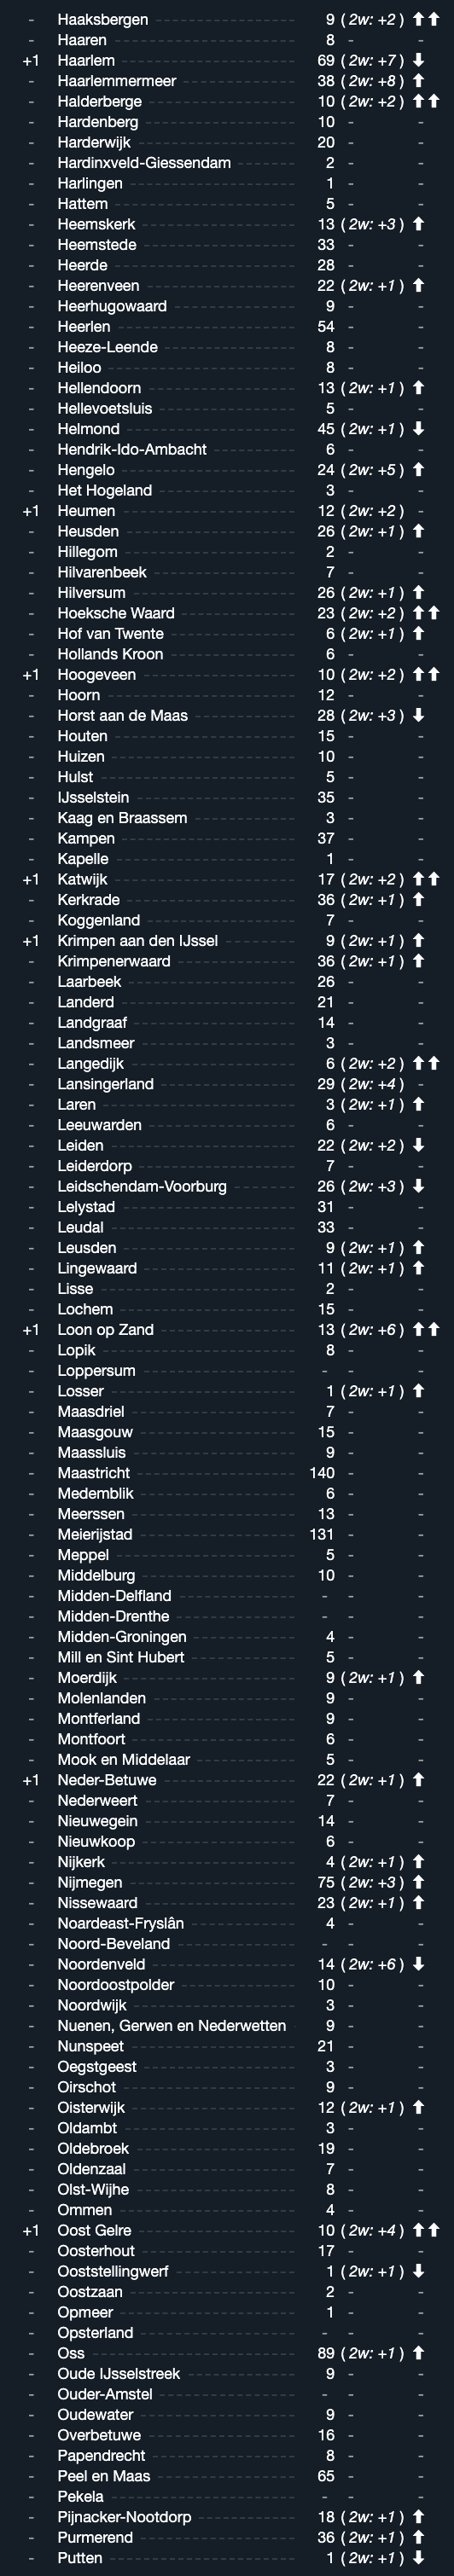 - Haaksbergen 9 ( 2w: +2 ) ⬆⬆
- Haaren 8 - -
+1 Haarlem 69 ( 2w: +7 ) ⬇
- Haarlemmermeer 38 ( 2w: +8 ) ⬆
- Halderberge 10 ( 2w: +2 ) ⬆⬆
- Hardenberg 10 - -
- Harderwijk 20 - -
- Hardinxveld-Giessendam 2 - -
- Harlingen 1 - -
- Hattem 5 - -
- Heemskerk 13 ( 2w: +3 ) ⬆
- Heemstede 33 - -
- Heerde 28 - -
- Heerenveen 22 ( 2w: +1 ) ⬆
- Heerhugowaard 9 - -
- Heerlen 54 - -
- Heeze-Leende 8 - -
- Heiloo 8 - -
- Hellendoorn 13 ( 2w: +1 ) ⬆
- Hellevoetsluis 5 - -
- Helmond 45 ( 2w: +1 ) ⬇
- Hendrik-Ido-Ambacht 6 - -
- Hengelo 24 ( 2w: +5 ) ⬆
- Het Hogeland 3 - -
+1 Heumen 12 ( 2w: +2 ) -
- Heusden 26 ( 2w: +1 ) ⬆
- Hillegom 2 - -
- Hilvarenbeek 7 - -
- Hilversum 26 ( 2w: +1 ) ⬆
- Hoeksche Waard 23 ( 2w: +2 ) ⬆⬆
- Hof van Twente 6 ( 2w: +1 ) ⬆
- Hollands Kroon 6 - -
+1 Hoogeveen 10 ( 2w: +2 ) ⬆⬆
- Hoorn 12 - -
- Horst aan de Maas 28 ( 2w: +3 ) ⬇
- Houten 15 - -
- Huizen 10 - -
- Hulst 5 - -
- IJsselstein 35 - -
- Kaag en Braassem 3 - -
- Kampen 37 - -
- Kapelle 1 - -
+1 Katwijk 17 ( 2w: +2 ) ⬆⬆
- Kerkrade 36 ( 2w: +1 ) ⬆
- Koggenland 7 - -
+1 Krimpen aan den IJssel 9 ( 2w: +1 ) ⬆
- Krimpenerwaard 36 ( 2w: +1 ) ⬆
- Laarbeek 26 - -
- Landerd 21 - -
- Landgraaf 14 - -
- Landsmeer 3 - -
- Langedijk 6 ( 2w: +2 ) ⬆⬆
- Lansingerland 29 ( 2w: +4 ) -
- Laren 3 ( 2w: +1 ) ⬆
- Leeuwarden 6 - -
- Leiden 22 ( 2w: +2 ) ⬇
- Leiderdorp 7 - -
- Leidschendam-Voorburg 26 ( 2w: +3 ) ⬇
- Lelystad 31 - -
- Leudal 33 - -
- Leusden 9 ( 2w: +1 ) ⬆
- Lingewaard 11 ( 2w: +1 ) ⬆
- Lisse 2 - -
- Lochem 15 - -
+1 Loon op Zand 13 ( 2w: +6 ) ⬆⬆
- Lopik 8 - -
- Loppersum - - -
- Losser 1 ( 2w: +1 ) ⬆
- Maasdriel 7 - -
- Maasgouw 15 - -
- Maassluis 9 - -
- Maastricht 140 - -
- Medemblik 6 - -
- Meerssen 13 - -
- Meierijstad 131 - -
- Meppel 5 - -
- Middelburg 10 - -
- Midden-Delfland - - -
- Midden-Drenthe - - -
- Midden-Groningen 4 - -
- Mill en Sint Hubert 5 - -
- Moerdijk 9 ( 2w: +1 ) ⬆
- Molenlanden 9 - -
- Montferland 9 - -
- Montfoort 6 - -
- Mook en Middelaar 5 - -
+1 Neder-Betuwe 22 ( 2w: +1 ) ⬆
- Nederweert 7 - -
- Nieuwegein 14 - -
- Nieuwkoop 6 - -
- Nijkerk 4 ( 2w: +1 ) ⬆
- Nijmegen 75 ( 2w: +3 ) ⬆
- Nissewaard 23 ( 2w: +1 ) ⬆
- Noardeast-Fryslân 4 - -
- Noord-Beveland - - -
- Noordenveld 14 ( 2w: +6 ) ⬇
- Noordoostpolder 10 - -
- Noordwijk 3 - -
- Nuenen, Gerwen en Nederwetten 9 - -
- Nunspeet 21 - -
- Oegstgeest 3 - -
- Oirschot 9 - -
- Oisterwijk 12 ( 2w: +1 ) ⬆
- Oldambt 3 - -
- Oldebroek 19 - -
- Oldenzaal 7 - -
- Olst-Wijhe 8 - -
- Ommen 4 - -
+1 Oost Gelre 10 ( 2w: +4 ) ⬆⬆
- Oosterhout 17 - -
- Ooststellingwerf 1 ( 2w: +1 ) ⬇
- Oostzaan 2 - -
- Opmeer 1 - -
- Opsterland - - -
- Oss 89 ( 2w: +1 ) ⬆
- Oude IJsselstreek 9 - -
- Ouder-Amstel - - -
- Oudewater 9 - -
- Overbetuwe 16 - -
- Papendrecht 8 - -
- Peel en Maas 65 - -
- Pekela - - -
- Pijnacker-Nootdorp 18 ( 2w: +1 ) ⬆
- Purmerend 36 ( 2w: +1 ) ⬆
- Putten 1 ( 2w: +1 ) ⬇